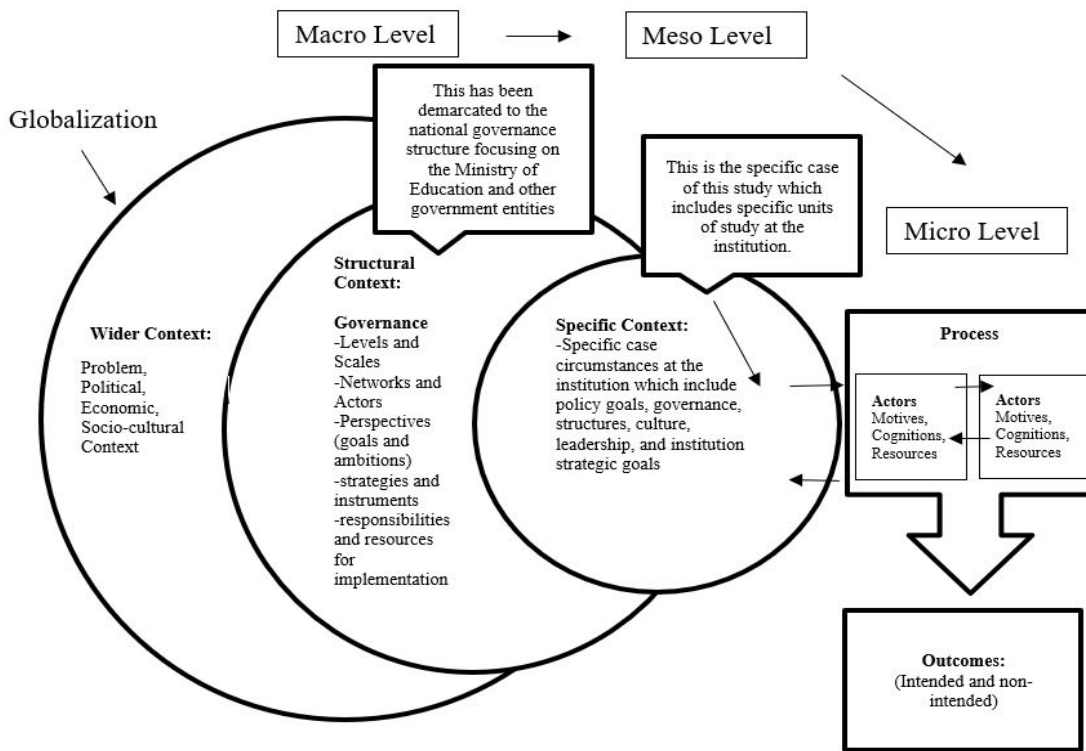 Macro Level
Meso Level
Globalization
This has been
demarcated to the
national governance
structure focusing on
the Ministry of
Education and other
government entities
This is the specific case
of this study which
includes specific units
of study at the
institution.
Micro Level
Wider Context:
Problem,
Political,
Economic,
Socio-cultural
Context
Structural
Context:
Governance
-Levels and
Scales
-Networks and
Actors
-Perspectives
(goals and
ambitions)
-strategies and
instruments
-responsibilities
and resources
for
implementation
Specific Context:
-Specific case
circumstances at the
institution which include
policy goals, governance,
structures, culture,
leadership, and institution
strategic goals
Process
Actors
Motives,
Cognitions,
Resources
Actors
Motives,
Cognitions,
Resources
Outcomes:
(Intended and non-
intended)